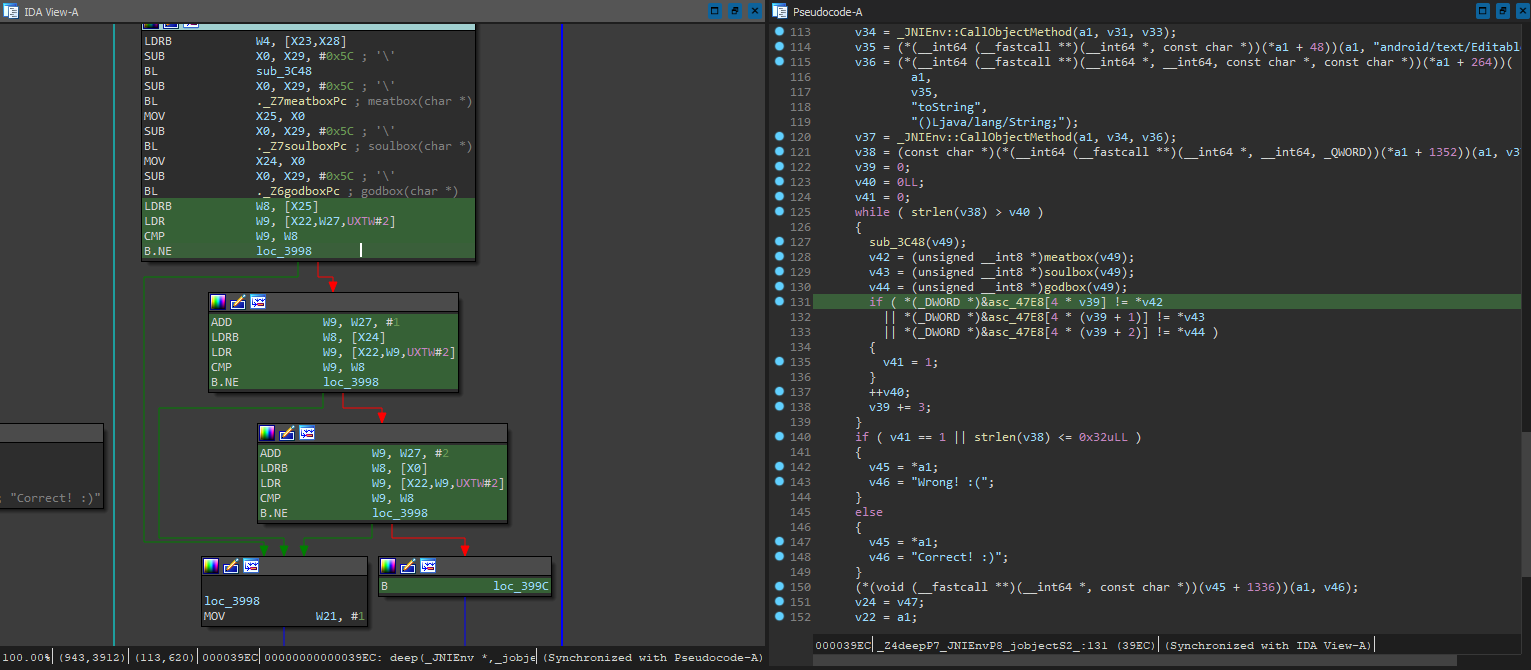 IDA View-A
LDRB W4, [X23,X28]
SUB X0, X29, #0x5C ; '\'
BL sub_3C48
SUB X0, X29, #0x5C ; '\'
BL ._Z7meatboxPc ; meatbox(char *)
MOV X25, X0
SUB X0, X29, #0x5C ; '\'
BL ._Z7soulboxPc ; soulbox(char *)
MOV X24, X0
SUB X0, X29, #0x5C ; '\'
BL ._Z6godboxPc ; godbox(char *)
LDRB W8, [X25]
LDR W9, [X22,W27,UXTW#2]
CMP W9, W8
B.NE loc_3998
ADD W9, W27, #1
LDRB W8, [X24]
LDR W9, [X22,W9,UXTW#2]
CMP W9, W8
B.NE loc_3998
ADD W9, W27, #2
LDRB W8, [X0]
LDR W9, [X22,W9,UXTW#2]
CMP W9, W8
B.NE loc_3998
; "Correct! :)"
loc_3998
MOV W21, #1
B loc_399C
100.00% (943,3912) (113,620) 000039EC 00000000000039EC: deep(_JNIEnv *,_jobje (Synchronized with Pseudocode-A)
Pseudocode-A
113 v34 = _JNIEnv::CallObjectMethod(a1, v31, v33);
114 v35 = (*(__int64 (__fastcall **)(__int64 *, const char *))(*a1 + 48))(a1, "android/text/Editabl
115 v36 = (*(__int64 (__fastcall **)(__int64 *, __int64, const char *, const char *))(*a1 + 264))(
116 a1,
117 v35,
118 "toString",
119 "()Ljava/lang/String;");
120 v37 = _JNIEnv::CallObjectMethod(a1, v34, v36);
121 v38 = (const char *)(*(__int64 (__fastcall **)(__int64 *, __int64, _QWORD))(*a1 + 1352))(a1, v3
122 v39 = 0;
123 v40 = 0LL;
124 v41 = 0;
125 while ( strlen(v38) > v40 )
126 {
127 sub_3C48(v49);
128 v42 = (unsigned __int8 *)meatbox(v49);
129 v43 = (unsigned __int8 *)soulbox(v49);
130 v44 = (unsigned __int8 *)godbox(v49);
131 if ( *(_DWORD *)&asc_47E8[4 * v39] != *v42
132 || *(_DWORD *)&asc_47E8[4 * (v39 + 1)] != *v43
133 || *(_DWORD *)&asc_47E8[4 * (v39 + 2)] != *v44 )
134 {
135 v41 = 1;
136 }
137 ++v40;
138 v39 += 3;
139 }
140 if ( v41 == 1 || strlen(v38) <= 0x32uLL )
141 {
142 v45 = *a1;
143 v46 = "Wrong! :(";
144 }
145 else
146 {
147 v45 = *a1;
148 v46 = "Correct! :)";
149 }
150 (*(void (__fastcall **)(__int64 *, const char *))(v45 + 1336))(a1, v46);
151 v24 = v47;
152 v22 = a1;
000039EC _Z4deepP7_JNIEnvP8_jobjectS2_:131 (39EC) (Synchronized with IDA View-A)